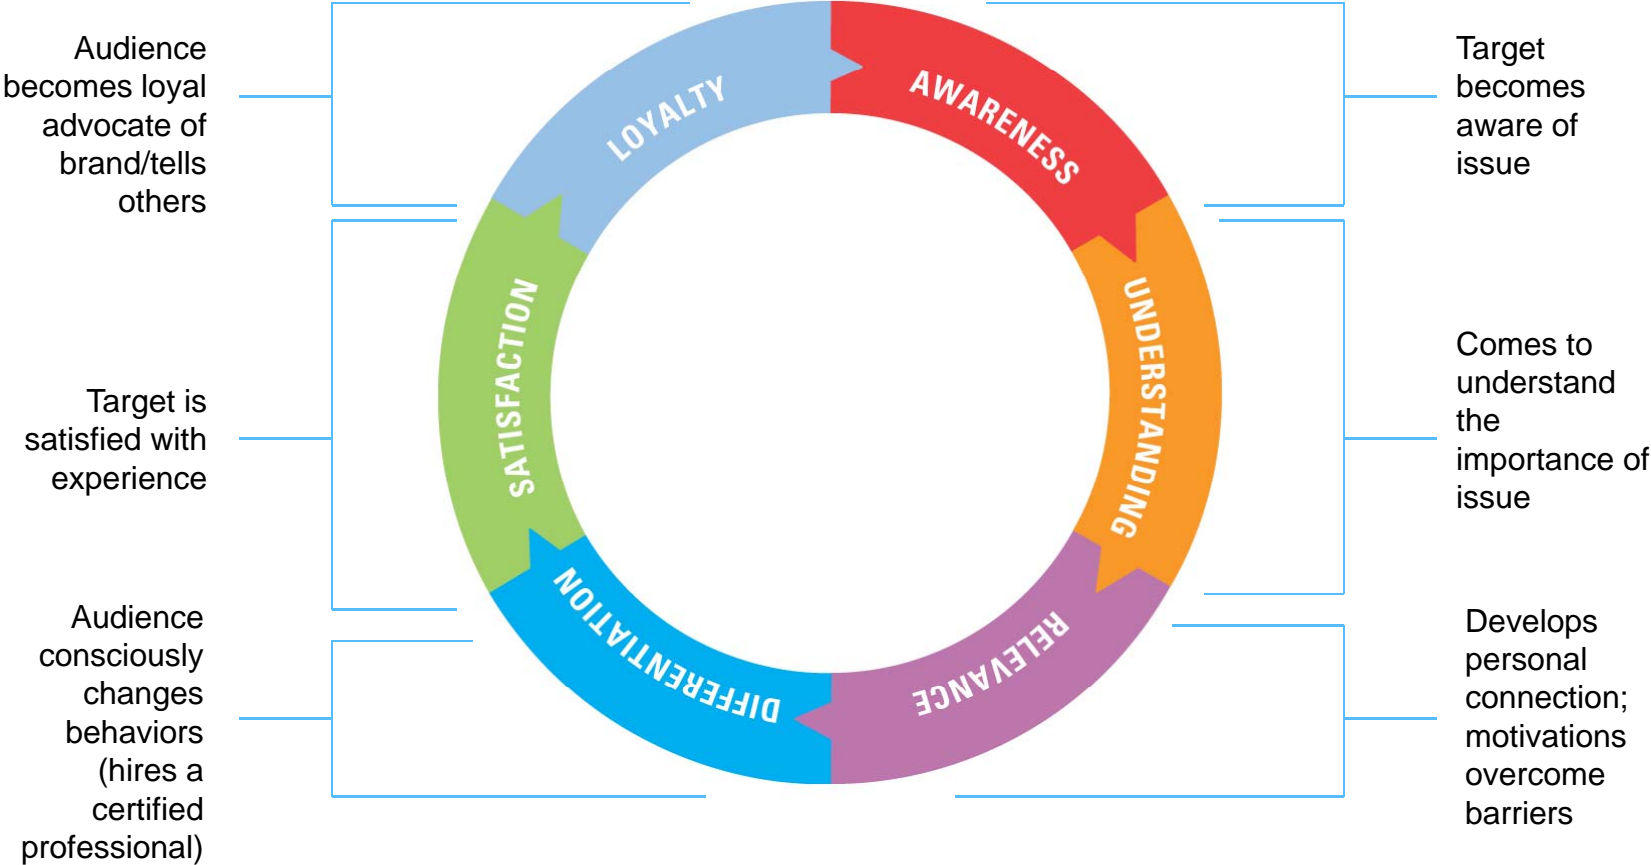 Audience
becomes loyal
advocate of
brand/tells
others
Target is
satisfied with
experience
Audience
consciously
changes
behaviors
(hires a
certified
professional)
LOYALTY
AWARENESS
UNDERSTANDING
RELEVANCE
DIFFERENTIATION
SATISFACTION
Target
becomes
aware of
issue
Comes to
understand
the
importance of
issue
Develops
personal
connection;
motivations
overcome
barriers